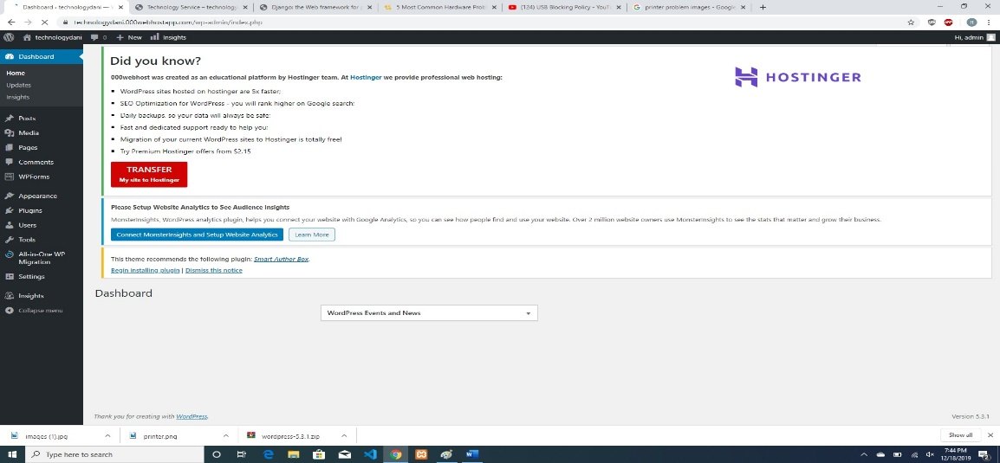 Dashboard ‹ technologydani —
Technology Service – technology
Django: the Web framework for
5 Most Common Hardware Prob
(124) USB Blocking Policy - YouT
printer problem images - Google
technologydani.000webhostapp.com/wp-admin/index.php
technologydani
0
+ New
Insights
Hi, admin
Dashboard
Home
Updates
Insights
Posts
Media
Pages
Comments
WPForms
Appearance
Plugins
Users
Tools
All-in-One WP
Migration
Settings
Insights
Collapse menu
Did you know?
000webhost was created as an educational platform by Hostinger team. At Hostinger we provide professional web hosting:
WordPress sites hosted on hostinger are 5x faster;
SEO Optimization for WordPress - you will rank higher on Google search;
Daily backups, so your data will always be safe;
Fast and dedicated support ready to help you;
Migration of your current WordPress sites to Hostinger is totally free!
Try Premium Hostinger offers from $2.15
TRANSFER
My site to Hostinger
HOSTINGER
Please Setup Website Analytics to See Audience Insights
MonsterInsights, WordPress analytics plugin, helps you connect your website with Google Analytics, so you can see how people find and use your website. Over 2 million website owners use MonsterInsights to see the stats that matter and grow their business.
Connect MonsterInsights and Setup Website Analytics
Learn More
This theme recommends the following plugin: Smart Author Box.
Begin installing plugin | Dismiss this notice
Dashboard
WordPress Events and News
Thank you for creating with WordPress.
Version 5.3.1
images (1).jpg
printer.png
wordpress-5.3.1.zip
Show all
Type here to search
7:44 PM
12/18/2019